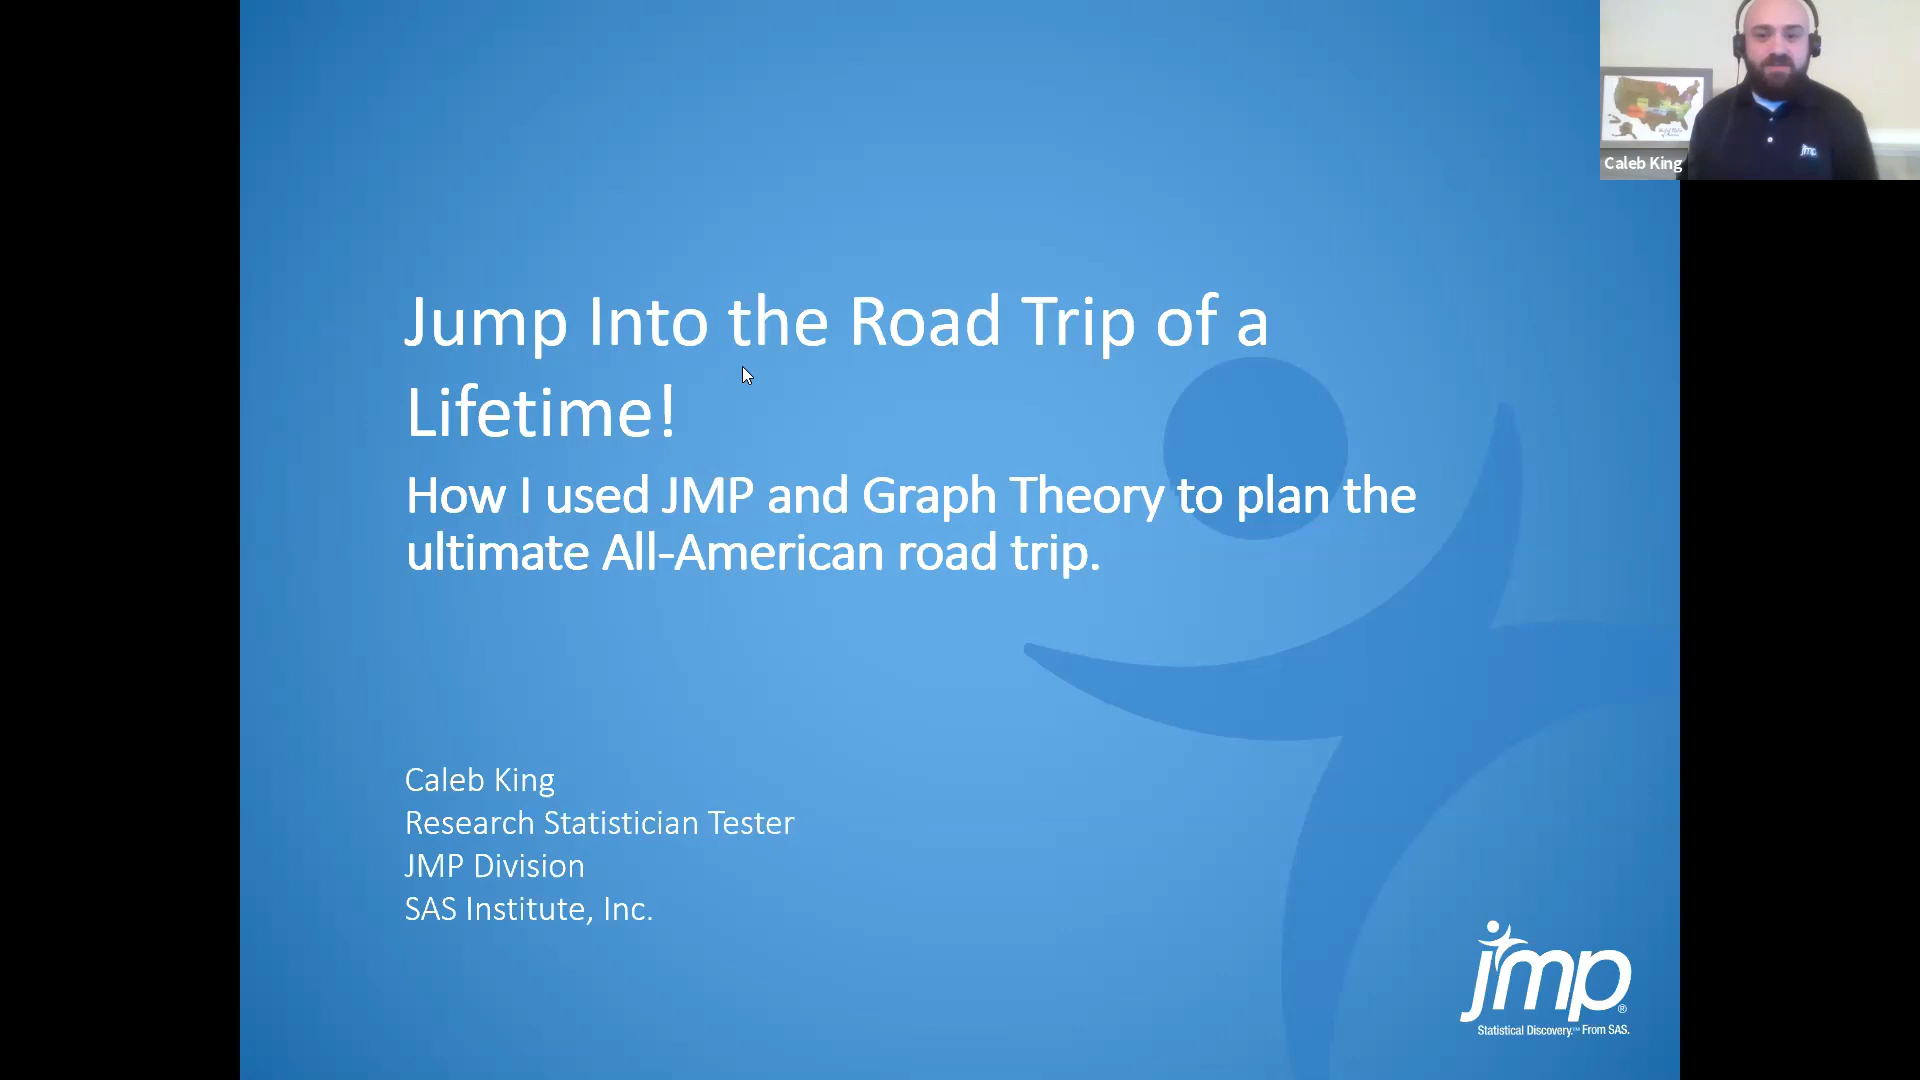 Caleb King
Jump Into the Road Trip of a
Lifetime!
How I used JMP and Graph Theory to plan the
ultimate All-American road trip.
Caleb King
Research Statistician Tester
JMP Division
SAS Institute, Inc.
jmp
jmp®
Statistical Discovery.™ From SAS.